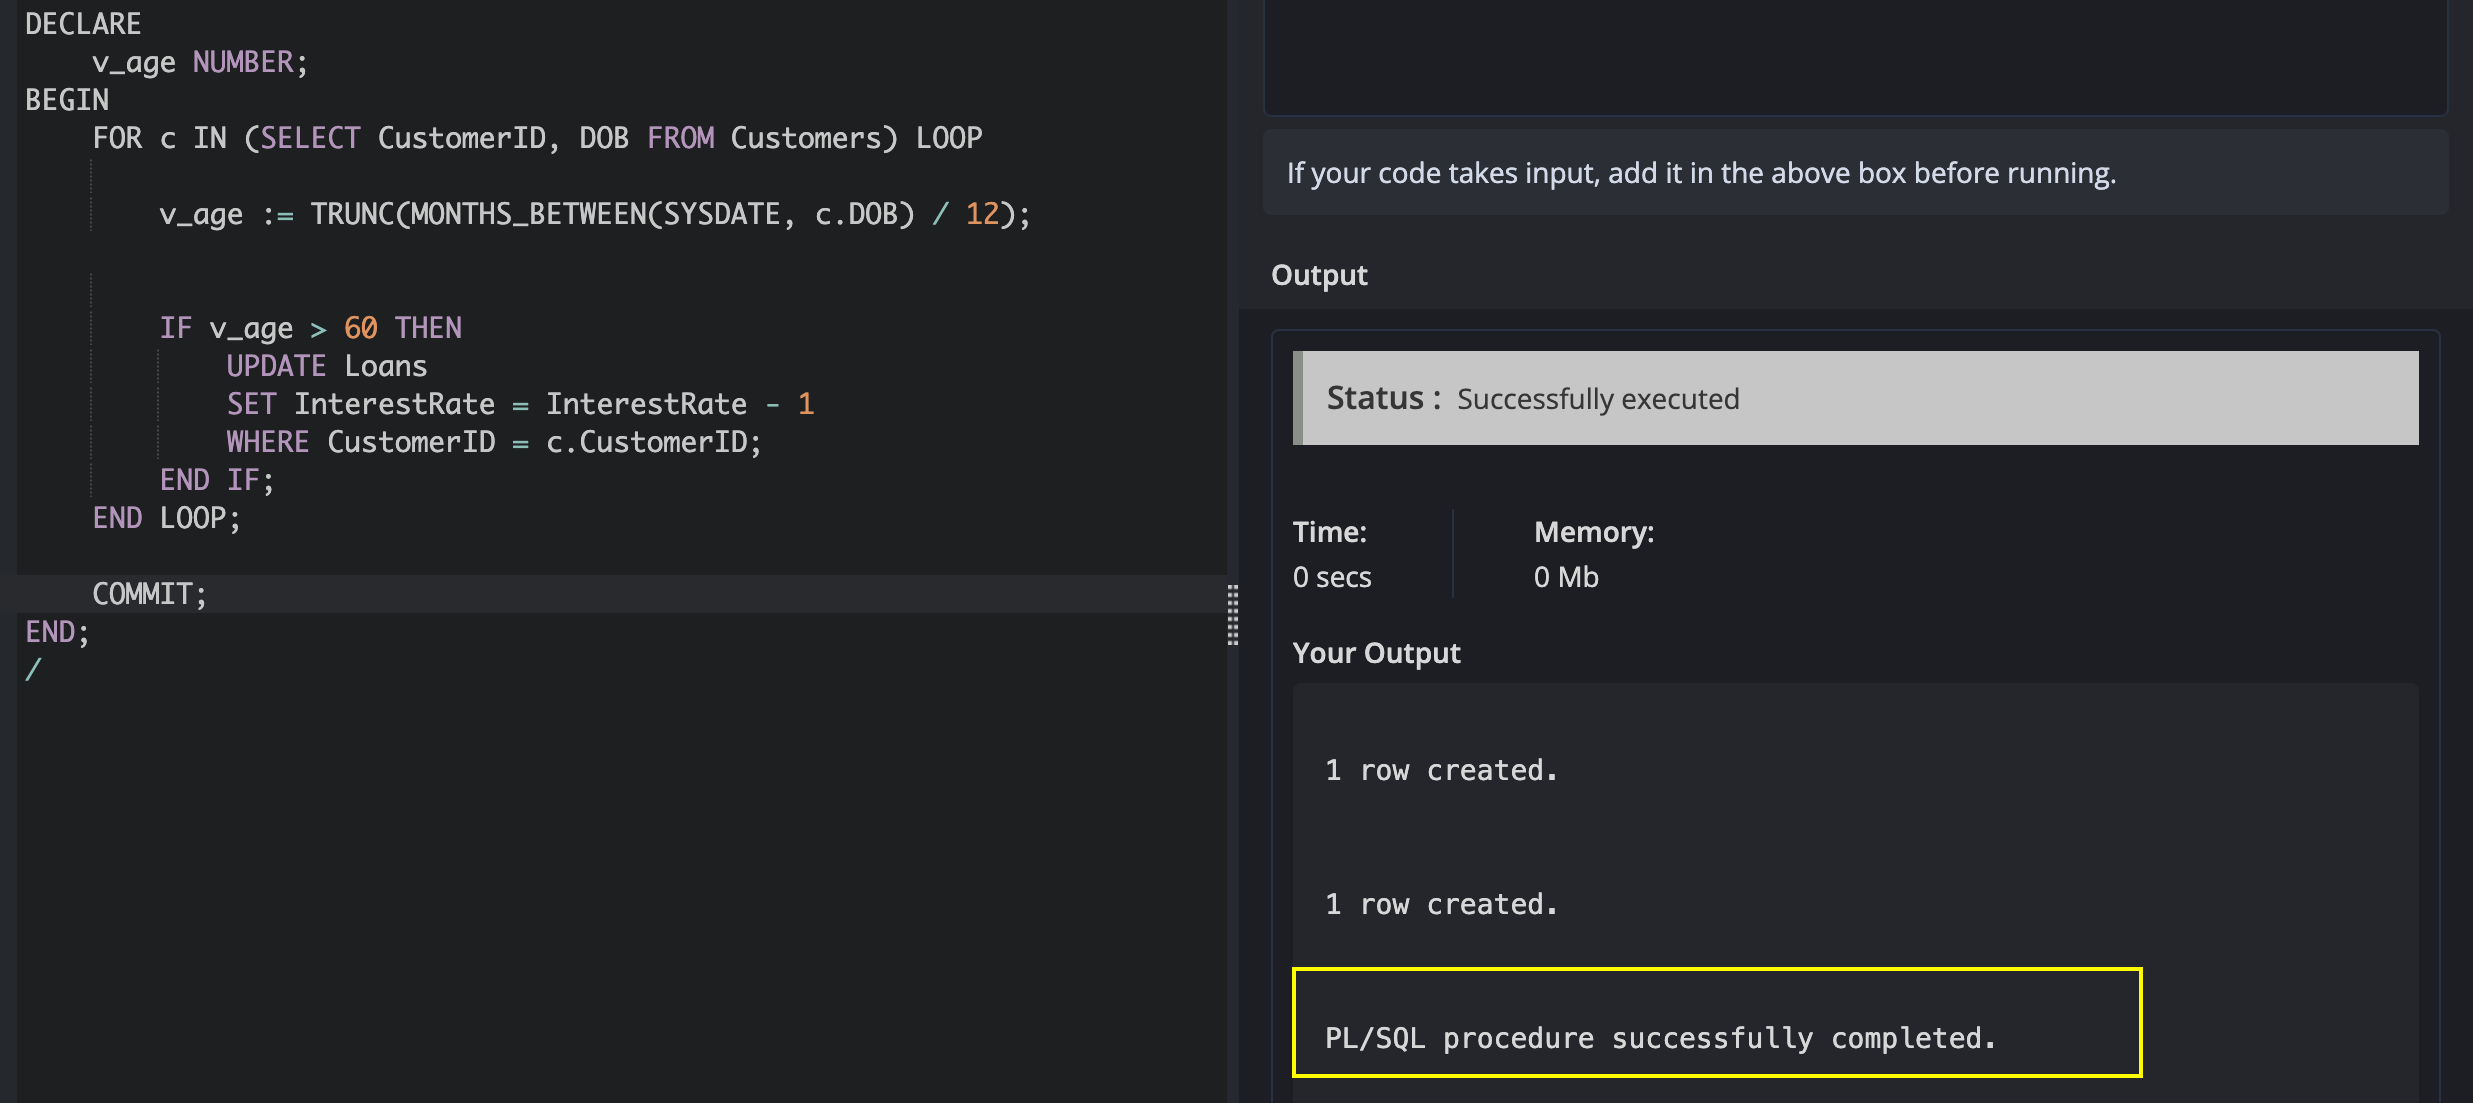 DECLARE
    v_age NUMBER;
BEGIN
    FOR c IN (SELECT CustomerID, DOB FROM Customers) LOOP
        v_age := TRUNC(MONTHS_BETWEEN(SYSDATE, c.DOB) / 12);
        IF v_age > 60 THEN
            UPDATE Loans
            SET InterestRate = InterestRate - 1
            WHERE CustomerID = c.CustomerID;
        END IF;
    END LOOP;
    COMMIT;
END;
/
If your code takes input, add it in the above box before running.
Output
Status : Successfully executed
Time:
0 secs
Memory:
0 Mb
Your Output
1 row created.
1 row created.
PL/SQL procedure successfully completed.